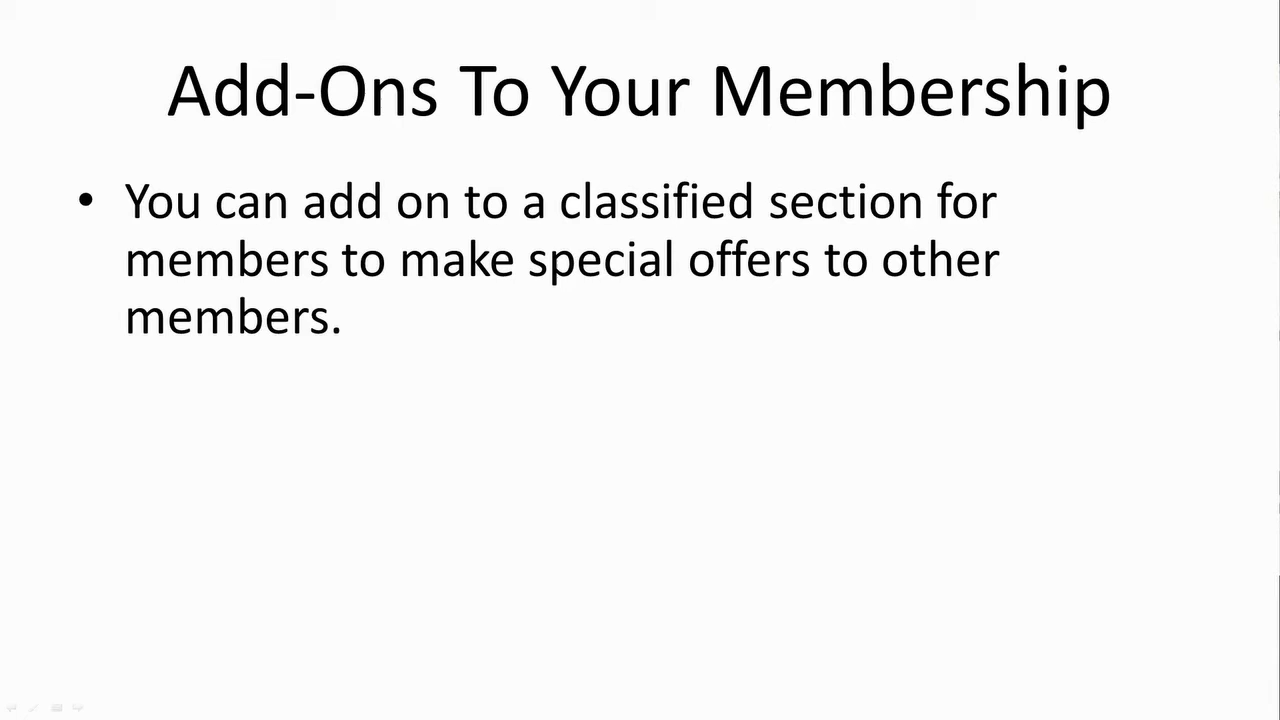 Add-Ons To Your Membership
• You can add on to a classified section for
members to make special offers to other
members.